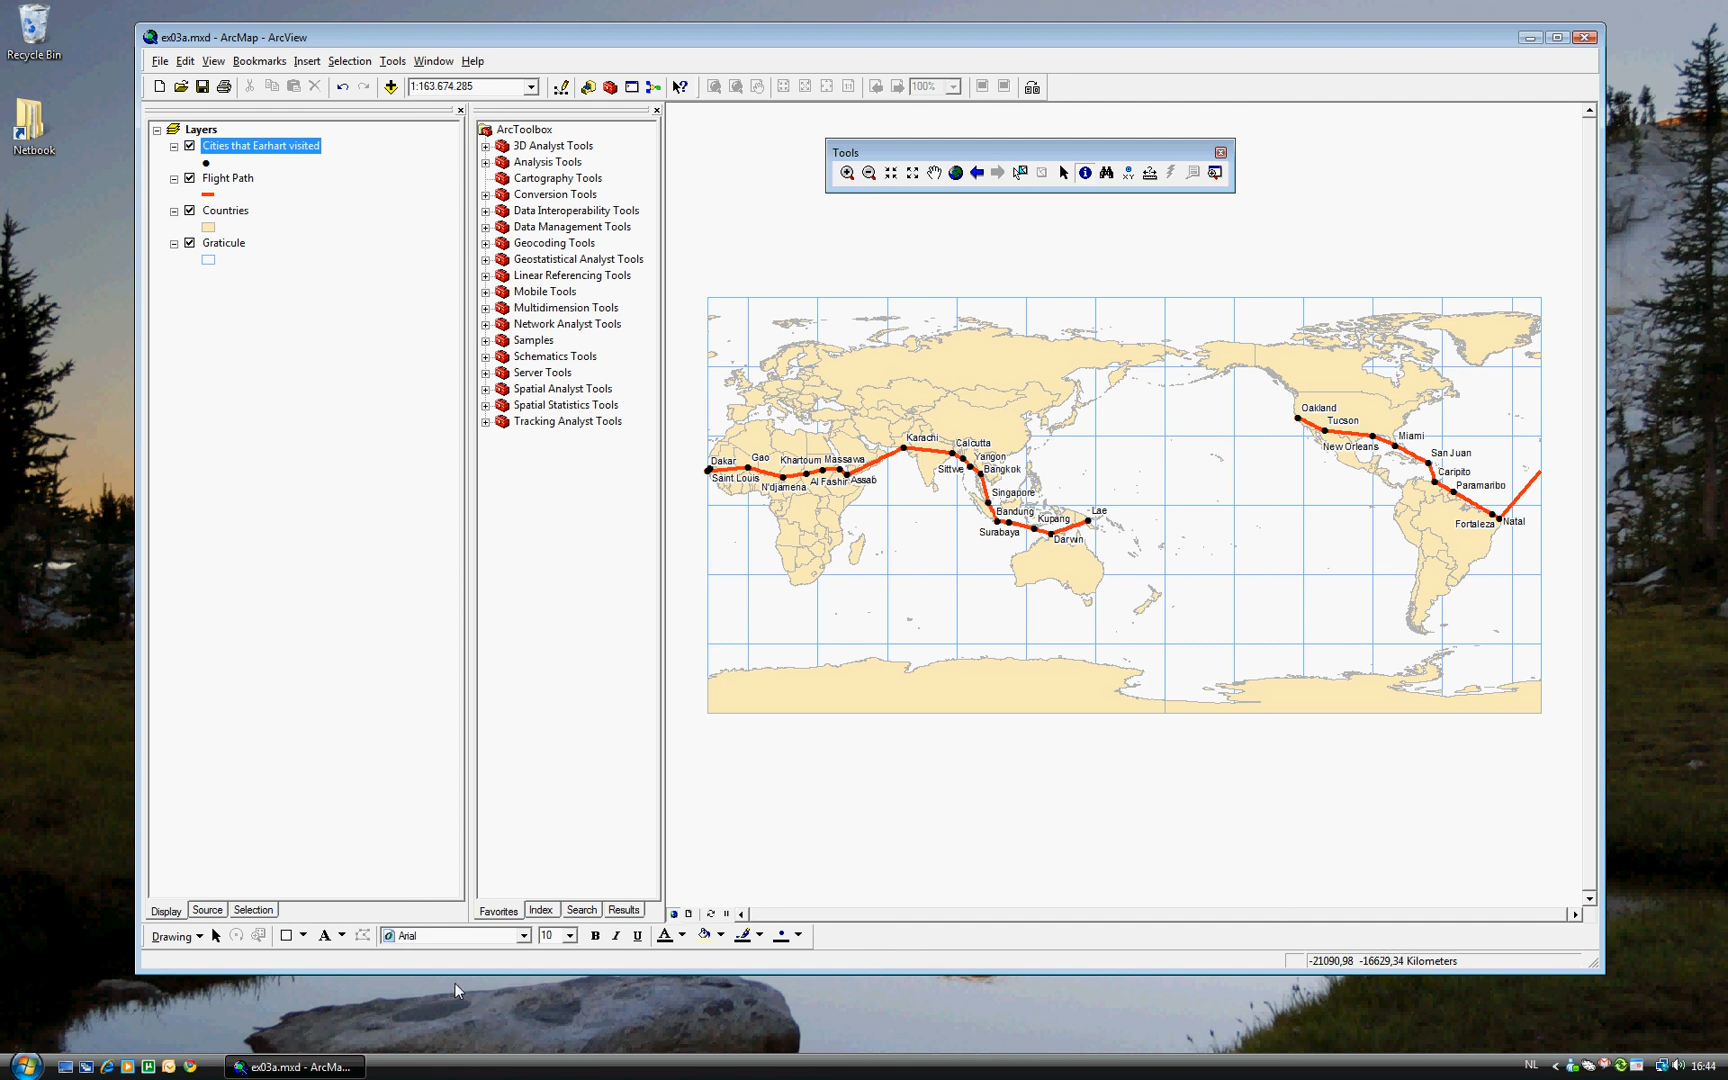 Recycle Bin
Netbook
ex03a.mxd - ArcMap - ArcView
File Edit View Bookmarks Insert Selection Tools Window Help
1:163.674.285
100%
Layers
Cities that Earhart visited
Flight Path
Countries
Graticule
Display Source Selection
ArcToolbox
3D Analyst Tools
Analysis Tools
Cartography Tools
Conversion Tools
Data Interoperability Tools
Data Management Tools
Geocoding Tools
Geostatistical Analyst Tools
Linear Referencing Tools
Mobile Tools
Multidimension Tools
Network Analyst Tools
Samples
Schematics Tools
Server Tools
Spatial Analyst Tools
Spatial Statistics Tools
Tracking Analyst Tools
Favorites Index Search Results
Tools
Oakland
Tucson
New Orleans
Miami
San Juan
Caripito
Paramaribo
Fortaleza
Natal
Dakar
Saint Louis
Gao
N'djamena
Khartoum
Massawa
Al Fashir
Assab
Karachi
Calcutta
Sittwe
Yangon
Bangkok
Singapore
Bandung
Surabaya
Kupang
Darwin
Lae
Drawing
A
Arial
10
B I U A
-21090,98 -16629,34 Kilometers
ex03a.mxd - ArcMa...
NL
16:44